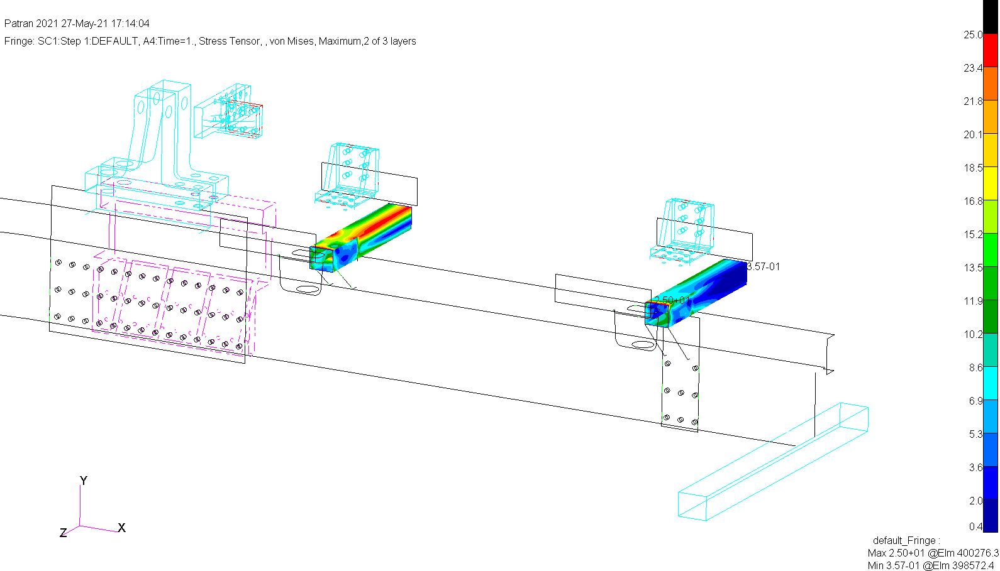 Patran 2021 27-May-21 17:14:04
Fringe: SC1:Step 1:DEFAULT, A4:Time=1., Stress Tensor, , von Mises, Maximum,2 of 3 layers
25.0
23.4
21.8
20.1
18.5
16.8
15.2
13.5
11.9
10.2
8.6
6.9
5.3
3.6
2.0
0.4
3.57-01
2.50+01
Y
Z
X
default_Fringe :
Max 2.50+01 @Elm 400276.3
Min 3.57-01 @Elm 398572.4